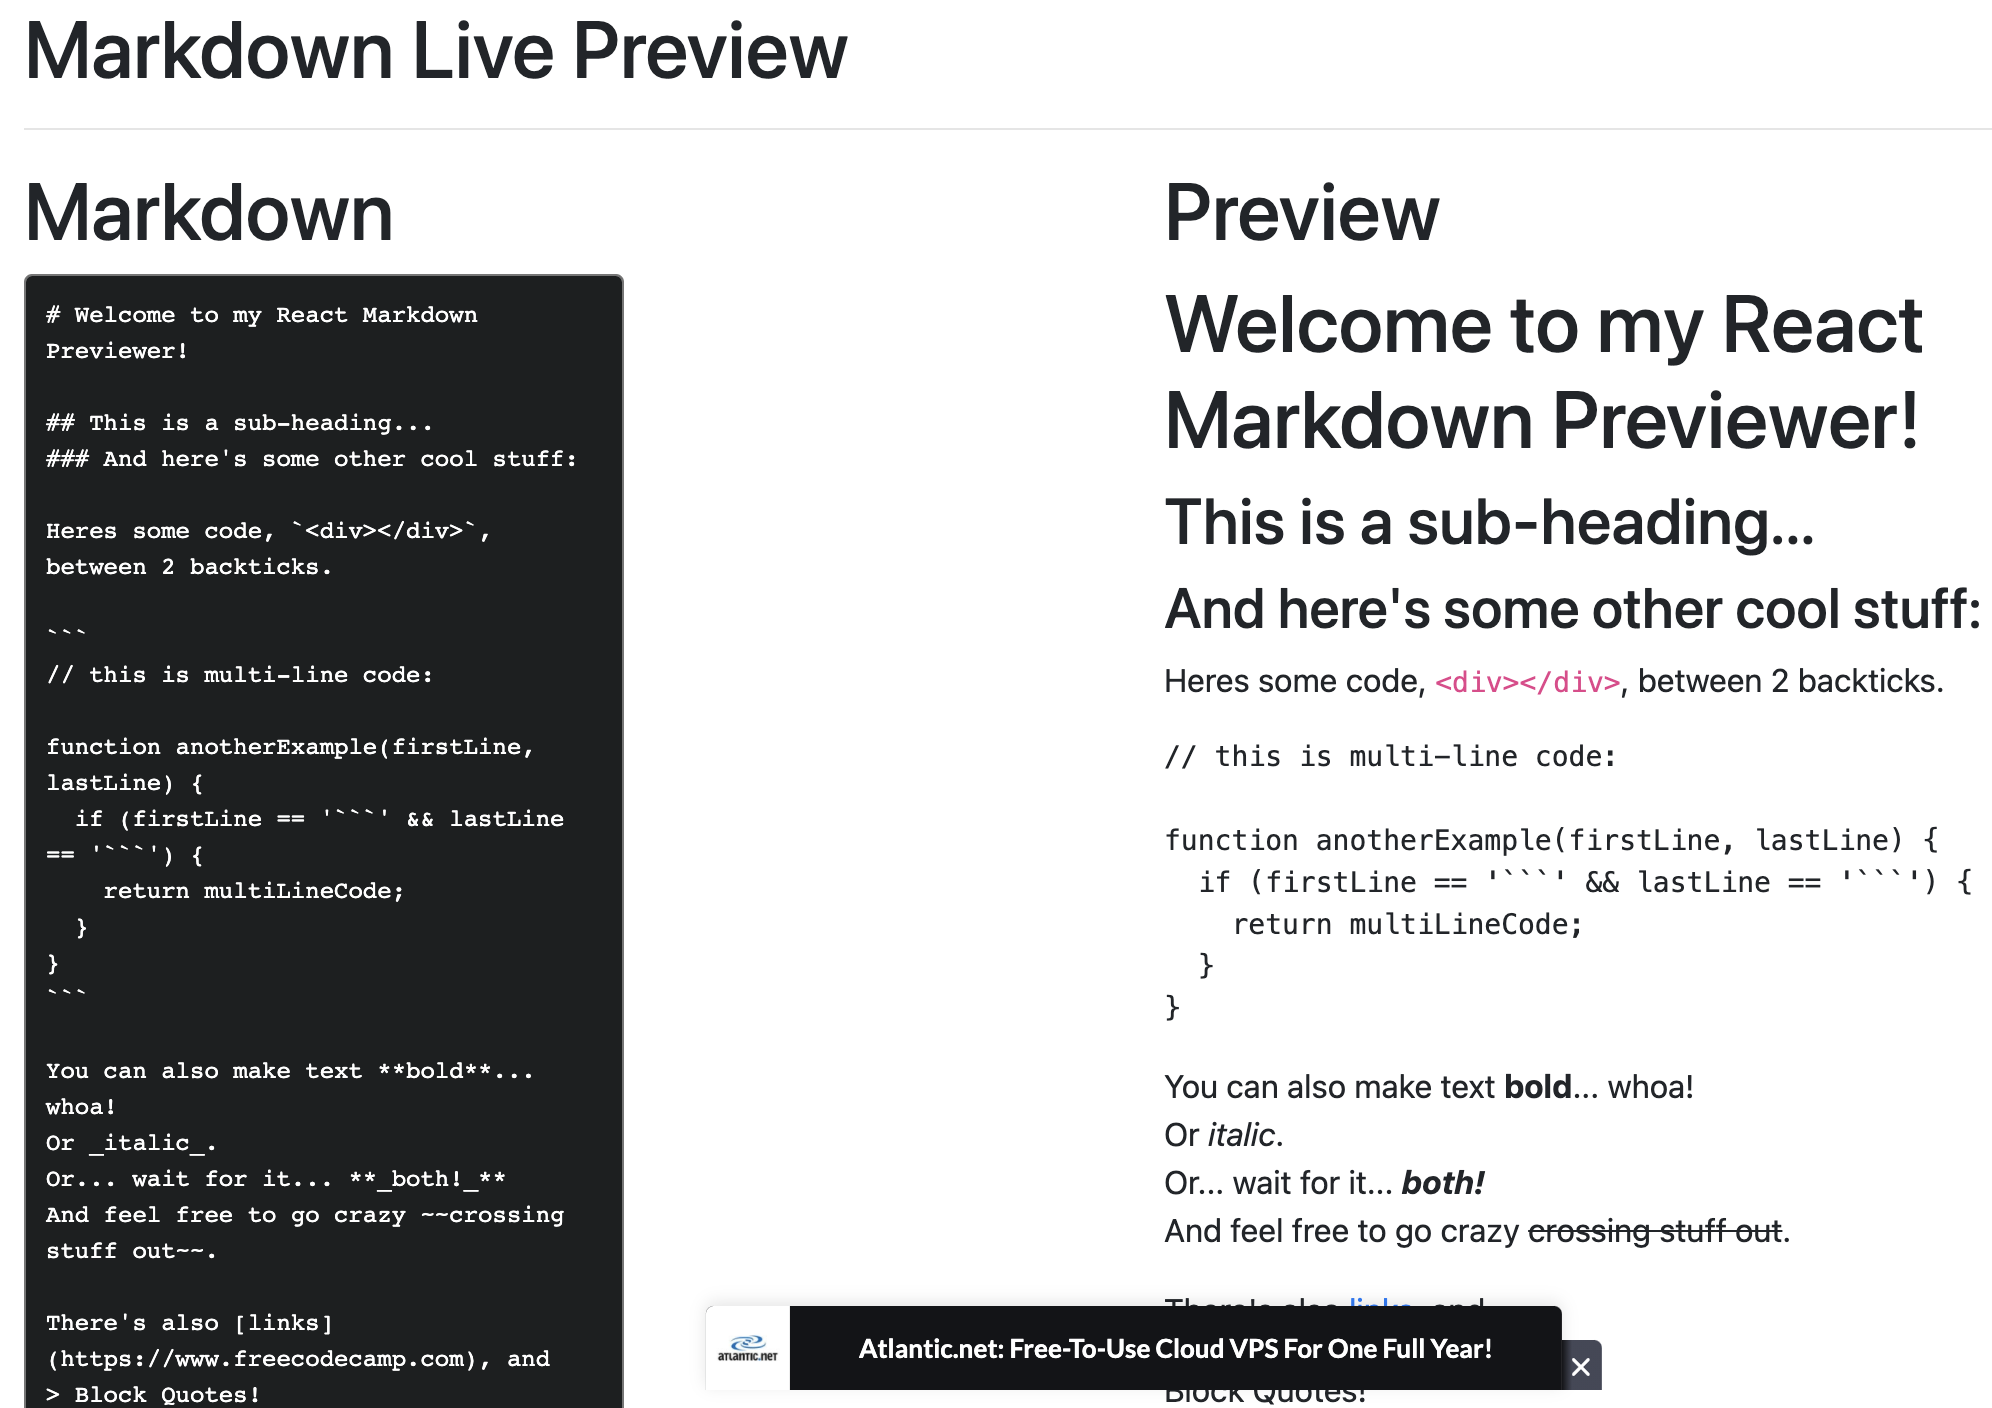 Markdown Live Preview
Markdown
# Welcome to my React Markdown
Previewer!
## This is a sub-heading...
### And here's some other cool stuff:
Heres some code, `<div></div>`,
between 2 backticks.
```
// this is multi-line code:
function anotherExample(firstLine,
lastLine) {
  if (firstLine == '```' && lastLine
== '```') {
    return multiLineCode;
  }
}
```
You can also make text **bold**...
whoa!
Or _italic_.
Or... wait for it... **_both!_**
And feel free to go crazy ~~crossing
stuff out~~.
There's also [links]
(https://www.freecodecamp.com), and
> Block Quotes!
Preview
Welcome to my React
Markdown Previewer!
This is a sub-heading...
And here's some other cool stuff:
Heres some code, <div></div>, between 2 backticks.
// this is multi-line code:
function anotherExample(firstLine, lastLine) {
  if (firstLine == '```' && lastLine == '```') {
    return multiLineCode;
  }
}
You can also make text bold... whoa!
Or italic.
Or... wait for it... both!
And feel free to go crazy crossing stuff out.
There's also links, and
Block Quotes!
ATLANTIC.NET
Atlantic.net: Free-To-Use Cloud VPS For One Full Year!